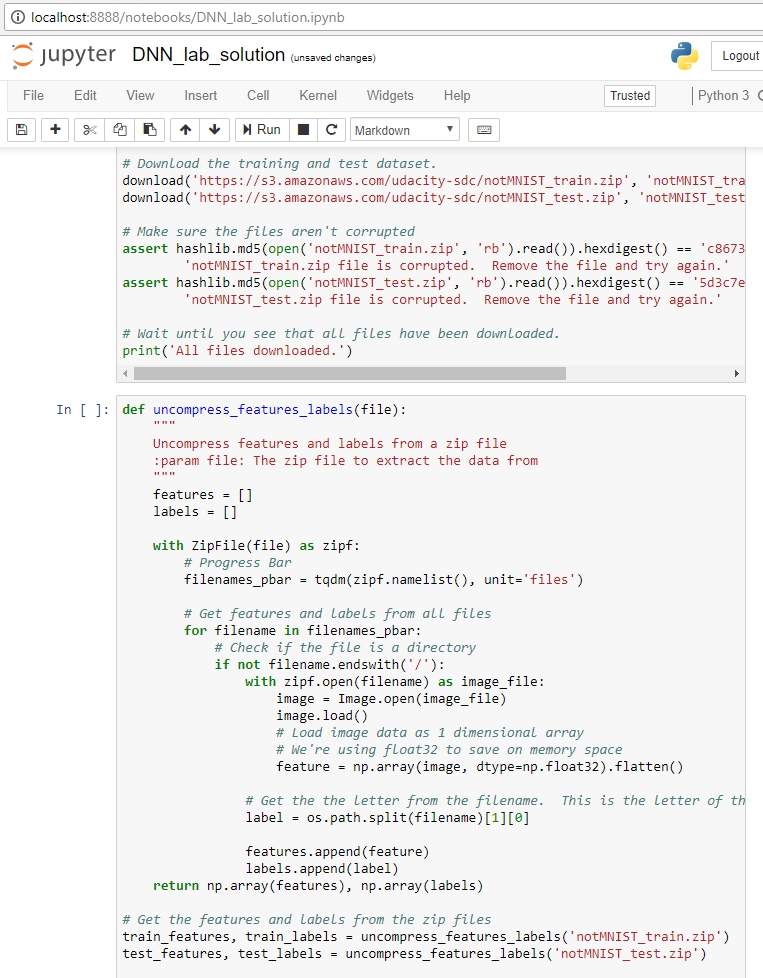 localhost:8888/notebooks/DNN_lab_solution.ipynb
jupyter DNN_lab_solution (unsaved changes) Logout
File Edit View Insert Cell Kernel Widgets Help Trusted Python 3
Run Markdown
# Download the training and test dataset.
download('https://s3.amazonaws.com/udacity-sdc/notMNIST_train.zip', 'notMNIST_tra
download('https://s3.amazonaws.com/udacity-sdc/notMNIST_test.zip', 'notMNIST_test
# Make sure the files aren't corrupted
assert hashlib.md5(open('notMNIST_train.zip', 'rb').read()).hexdigest() == 'c8673
'notMNIST_train.zip file is corrupted.  Remove the file and try again.'
assert hashlib.md5(open('notMNIST_test.zip', 'rb').read()).hexdigest() == '5d3c7e
'notMNIST_test.zip file is corrupted.  Remove the file and try again.'
# Wait until you see that all files have been downloaded.
print('All files downloaded.')
In [ ]: def uncompress_features_labels(file):
"""
Uncompress features and labels from a zip file
:param file: The zip file to extract the data from
"""
features = []
labels = []
with ZipFile(file) as zipf:
# Progress Bar
filenames_pbar = tqdm(zipf.namelist(), unit='files')
# Get features and labels from all files
for filename in filenames_pbar:
# Check if the file is a directory
if not filename.endswith('/'):
with zipf.open(filename) as image_file:
image = Image.open(image_file)
image.load()
# Load image data as 1 dimensional array
# We're using float32 to save on memory space
feature = np.array(image, dtype=np.float32).flatten()
# Get the the letter from the filename.  This is the letter of th
label = os.path.split(filename)[1][0]
features.append(feature)
labels.append(label)
return np.array(features), np.array(labels)
# Get the features and labels from the zip files
train_features, train_labels = uncompress_features_labels('notMNIST_train.zip')
test_features, test_labels = uncompress_features_labels('notMNIST_test.zip')